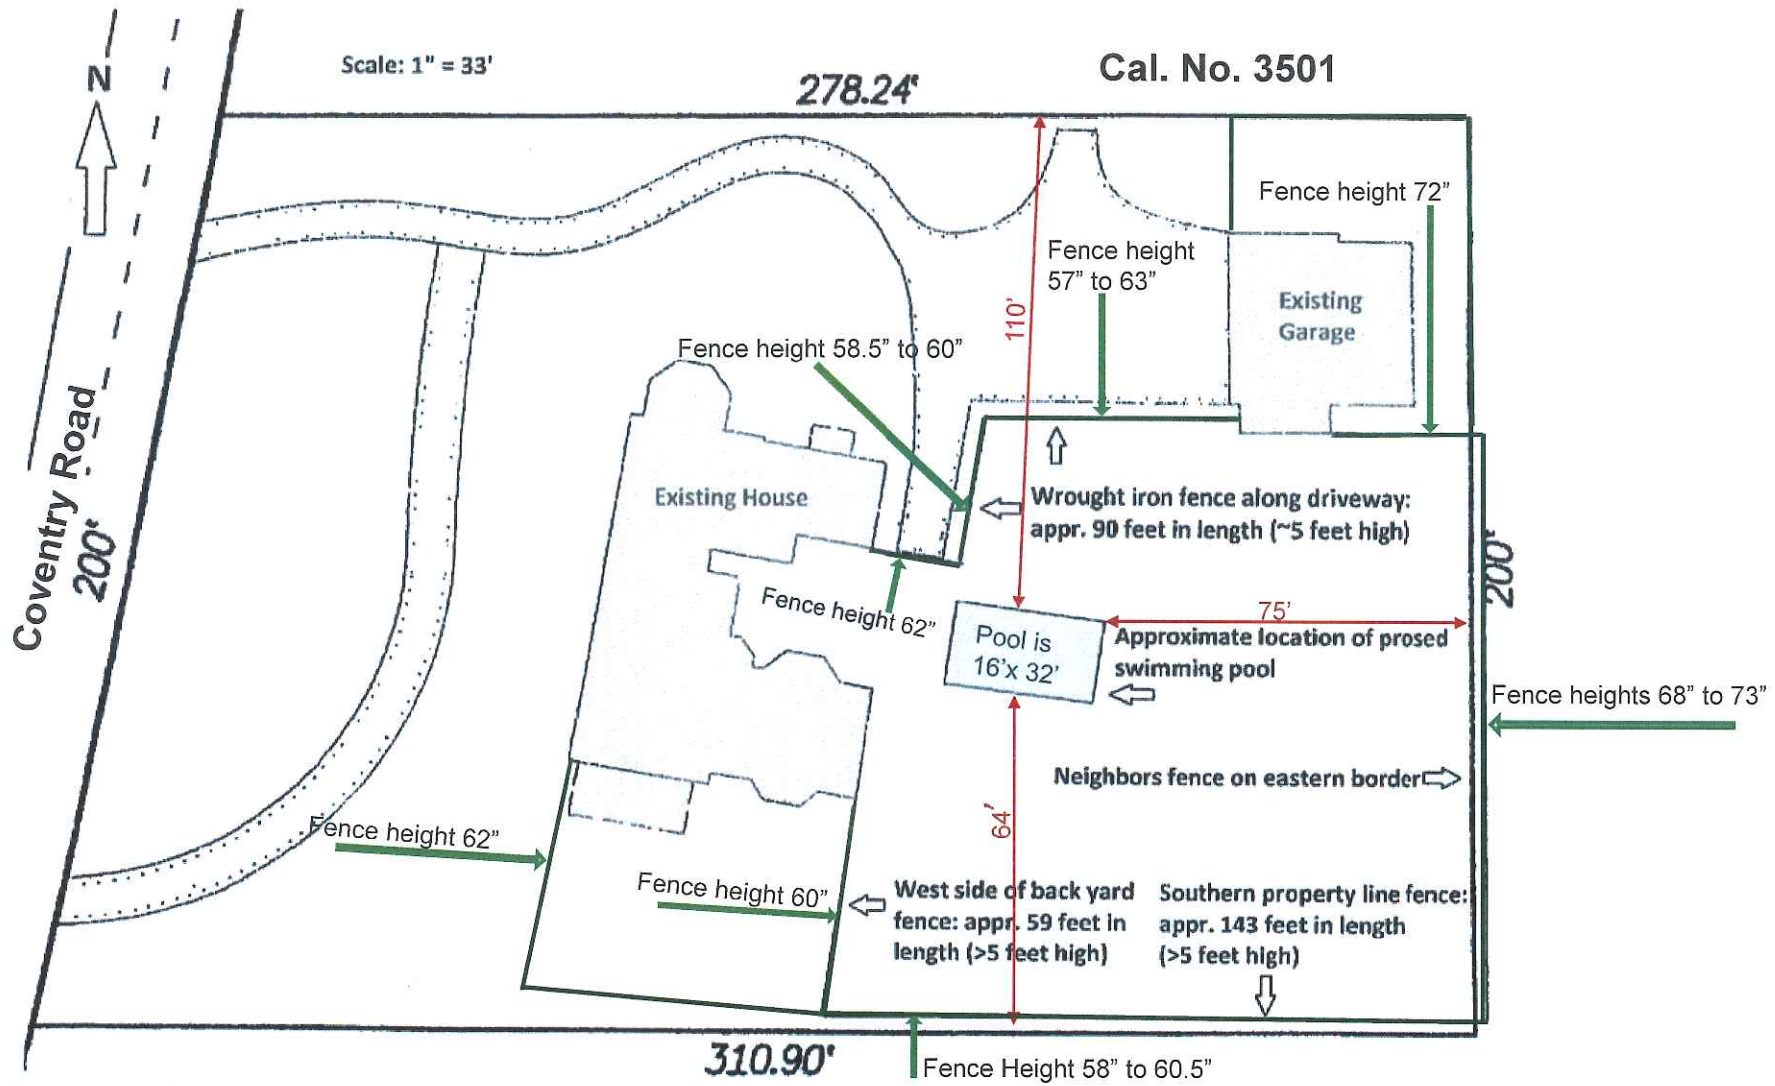 N
Scale: 1" = 33'
278.24'
Cal. No. 3501
Fence height 72"
Fence height
57" to 63"
Existing
Garage
110'
Fence height 58.5" to 60"
Coventry Road
200'
Existing House
Wrought iron fence along driveway:
appr. 90 feet in length (~5 feet high)
200'
Fence height 62"
75'
Pool is
16'x 32'
Approximate location of prosed
swimming pool
Fence heights 68" to 73"
Neighbors fence on eastern border
64'
Fence height 62"
Fence height 60"
West side of back yard
fence: appr. 59 feet in
length (>5 feet high)
Southern property line fence:
appr. 143 feet in length
(>5 feet high)
310.90'
Fence Height 58" to 60.5"